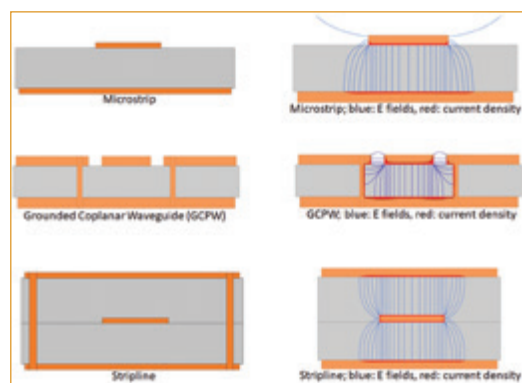 Microstrip
Microstrip; blue: E fields, red: current density
Grounded Coplanar Waveguide (GCPW)
GCPW, blue: E fields, red: current density
Stripline
Stripline; blue: E fields, red: current density